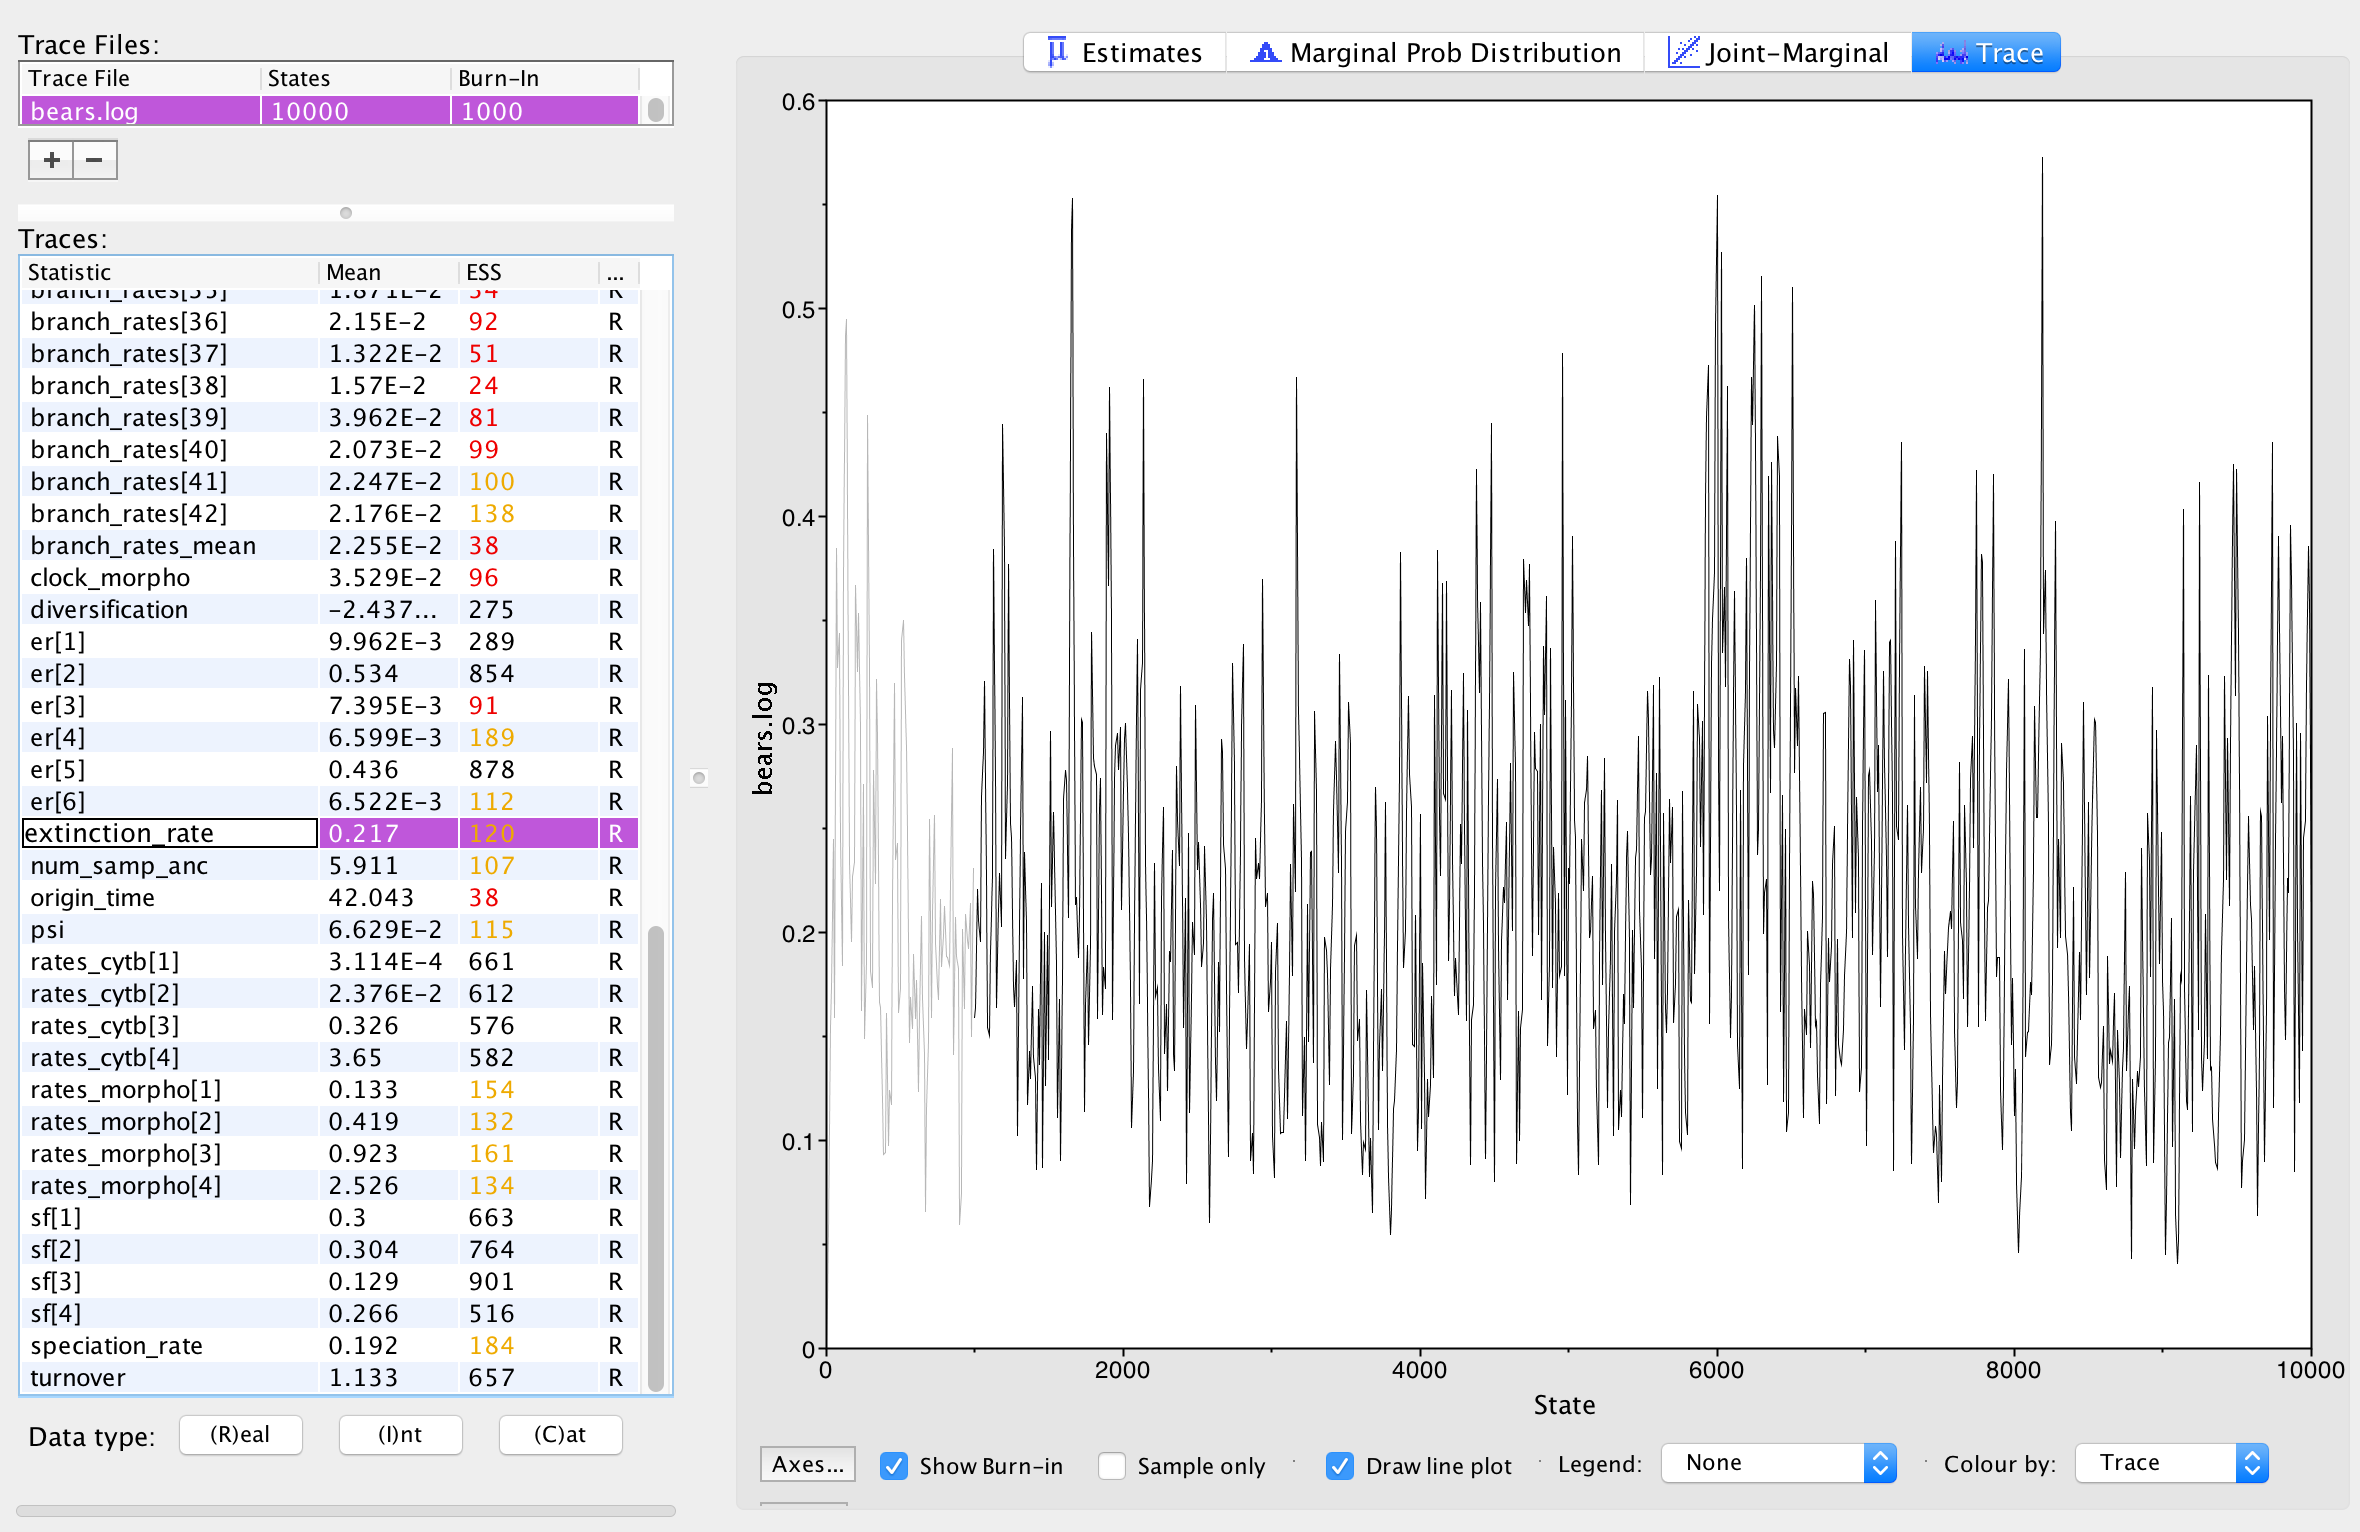 Trace Files:
Trace File States Burn-In
bears.log 10000 1000
+ −
Traces:
Statistic Mean ESS ...
branch_rates[35] 1.871E-2 54 R
branch_rates[36] 2.15E-2 92 R
branch_rates[37] 1.322E-2 51 R
branch_rates[38] 1.57E-2 24 R
branch_rates[39] 3.962E-2 81 R
branch_rates[40] 2.073E-2 99 R
branch_rates[41] 2.247E-2 100 R
branch_rates[42] 2.176E-2 138 R
branch_rates_mean 2.255E-2 38 R
clock_morpho 3.529E-2 96 R
diversification -2.437... 275 R
er[1] 9.962E-3 289 R
er[2] 0.534 854 R
er[3] 7.395E-3 91 R
er[4] 6.599E-3 189 R
er[5] 0.436 878 R
er[6] 6.522E-3 112 R
extinction_rate 0.217 120 R
num_samp_anc 5.911 107 R
origin_time 42.043 38 R
psi 6.629E-2 115 R
rates_cytb[1] 3.114E-4 661 R
rates_cytb[2] 2.376E-2 612 R
rates_cytb[3] 0.326 576 R
rates_cytb[4] 3.65 582 R
rates_morpho[1] 0.133 154 R
rates_morpho[2] 0.419 132 R
rates_morpho[3] 0.923 161 R
rates_morpho[4] 2.526 134 R
sf[1] 0.3 663 R
sf[2] 0.304 764 R
sf[3] 0.129 901 R
sf[4] 0.266 516 R
speciation_rate 0.192 184 R
turnover 1.133 657 R
Data type: (R)eal (I)nt (C)at
Estimates Marginal Prob Distribution Joint-Marginal Trace
0.6
0.5
0.4
0.3
0.2
0.1
0
bears.log
0 2000 4000 6000 8000 10000
State
Axes... Show Burn-in Sample only Draw line plot Legend: None Colour by: Trace